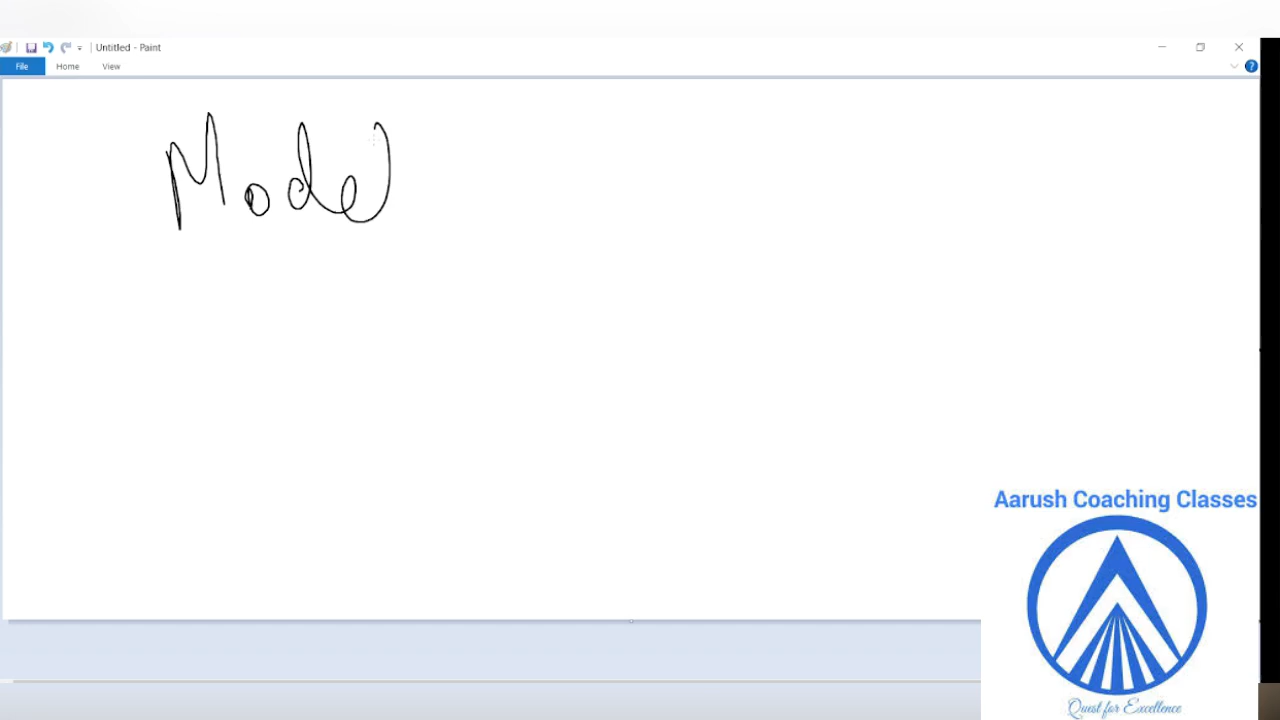 Untitled - Paint
File Home View
Model
Aarush Coaching Classes
Quest for Excellence